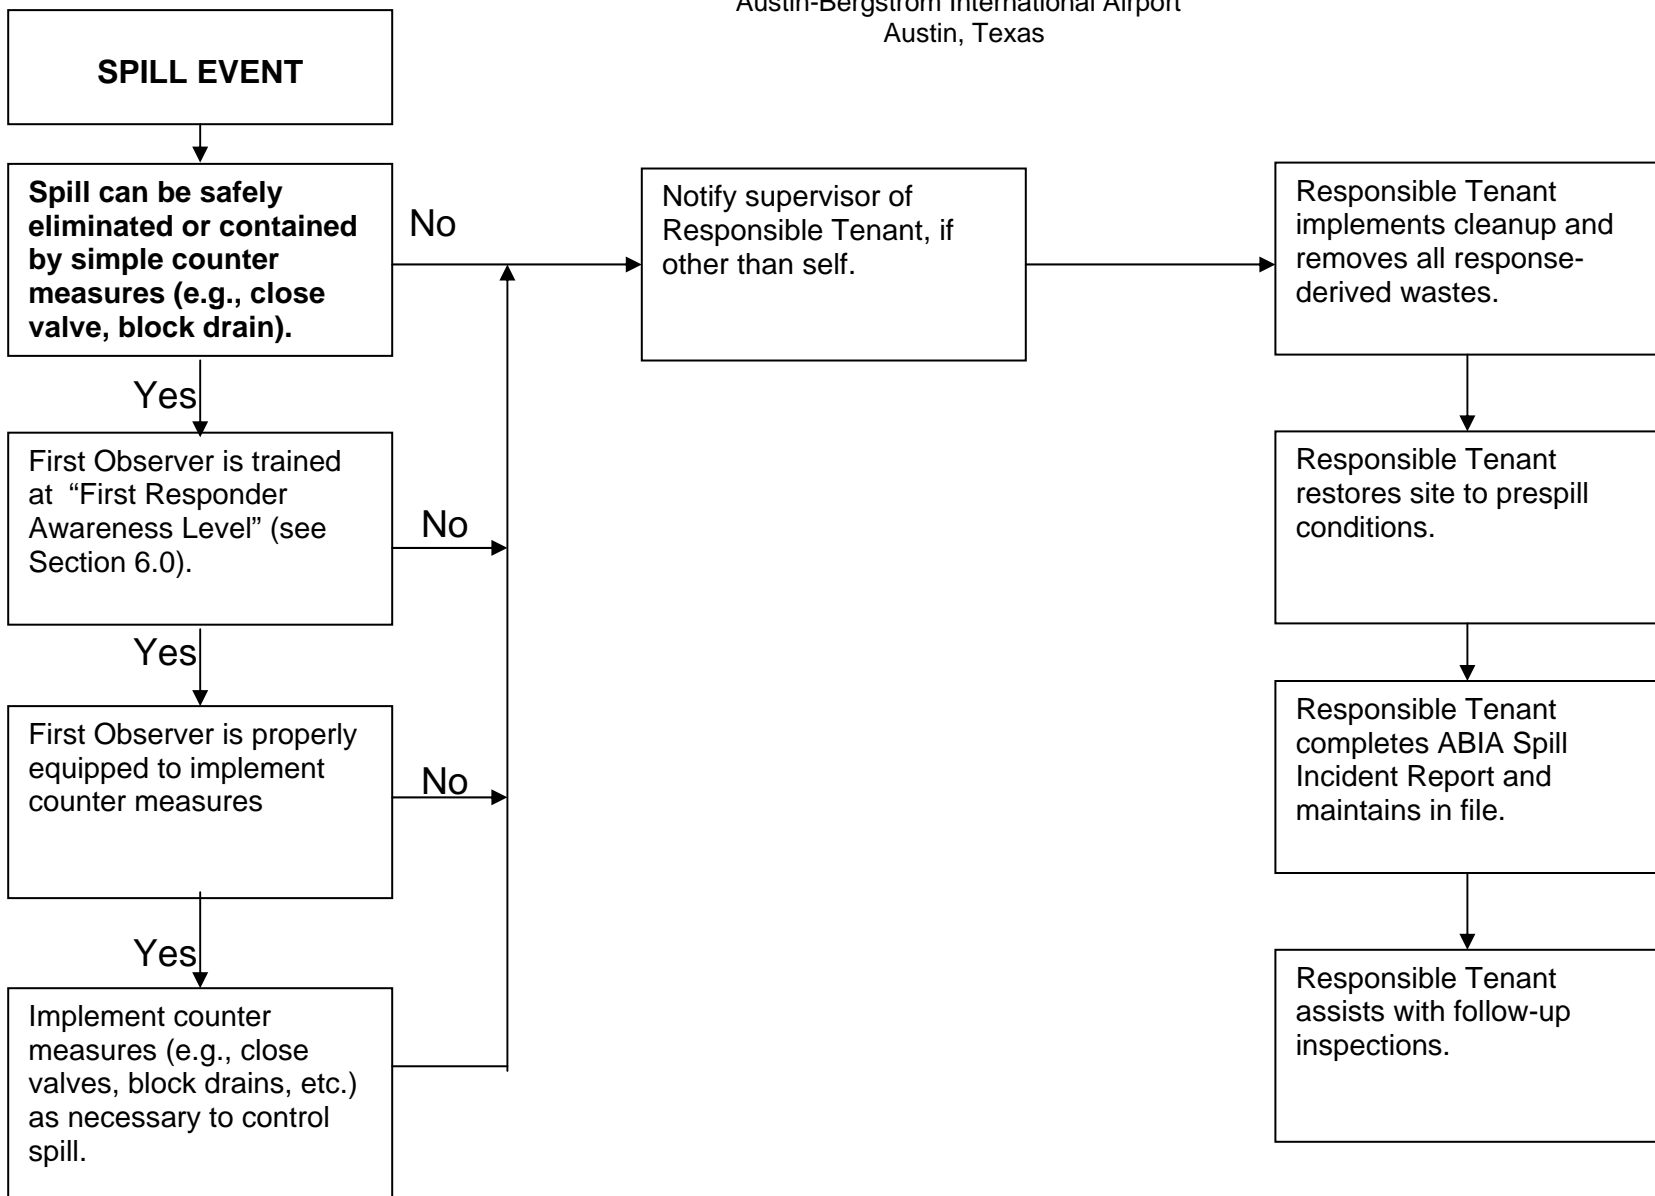 Austin-Bergstrom International Airport
Austin, Texas
SPILL EVENT
Spill can be safely
eliminated or contained
by simple counter
measures (e.g., close
valve, block drain).
No
Notify supervisor of
Responsible Tenant, if
other than self.
Responsible Tenant
implements cleanup and
removes all response-
derived wastes.
Yes
First Observer is trained
at “First Responder
Awareness Level” (see
Section 6.0).
No
Responsible Tenant
restores site to prespill
conditions.
Yes
First Observer is properly
equipped to implement
counter measures
No
Responsible Tenant
completes ABIA Spill
Incident Report and
maintains in file.
Yes
Implement counter
measures (e.g., close
valves, block drains, etc.)
as necessary to control
spill.
Responsible Tenant
assists with follow-up
inspections.